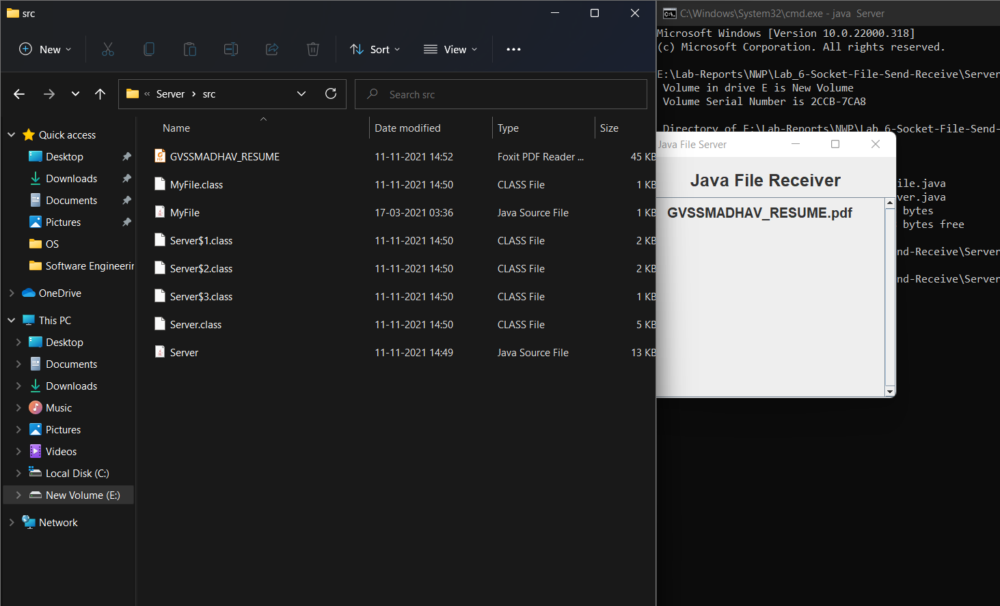 src
New
Sort
View
Server
src
Search src
Quick access
Desktop
Downloads
Documents
Pictures
OS
Software Engineerin
OneDrive
This PC
Desktop
Documents
Downloads
Music
Pictures
Videos
Local Disk (C:)
New Volume (E:)
Network
Name Date modified Type Size
GVSSMADHAV_RESUME 11-11-2021 14:52 Foxit PDF Reader ... 45 KB
MyFile.class 11-11-2021 14:50 CLASS File 1 KB
MyFile 17-03-2021 03:36 Java Source File 1 KB
Server$1.class 11-11-2021 14:50 CLASS File 2 KB
Server$2.class 11-11-2021 14:50 CLASS File 2 KB
Server$3.class 11-11-2021 14:50 CLASS File 1 KB
Server.class 11-11-2021 14:50 CLASS File 5 KB
Server 11-11-2021 14:49 Java Source File 13 KB
C:\Windows\System32\cmd.exe - java Server
Microsoft Windows [Version 10.0.22000.318]
(c) Microsoft Corporation. All rights reserved.
E:\Lab-Reports\NWP\Lab_6-Socket-File-Send-Receive\Server
Volume in drive E is New Volume
Volume Serial Number is 2CCB-7CA8
Directory of E:\Lab-Reports\NWP\Lab_6-Socket-File-Send-
Java File Server
Java File Receiver
GVSSMADHAV_RESUME.pdf
ile.java
ver.java
bytes
bytes free
nd-Receive\Server
nd-Receive\Server